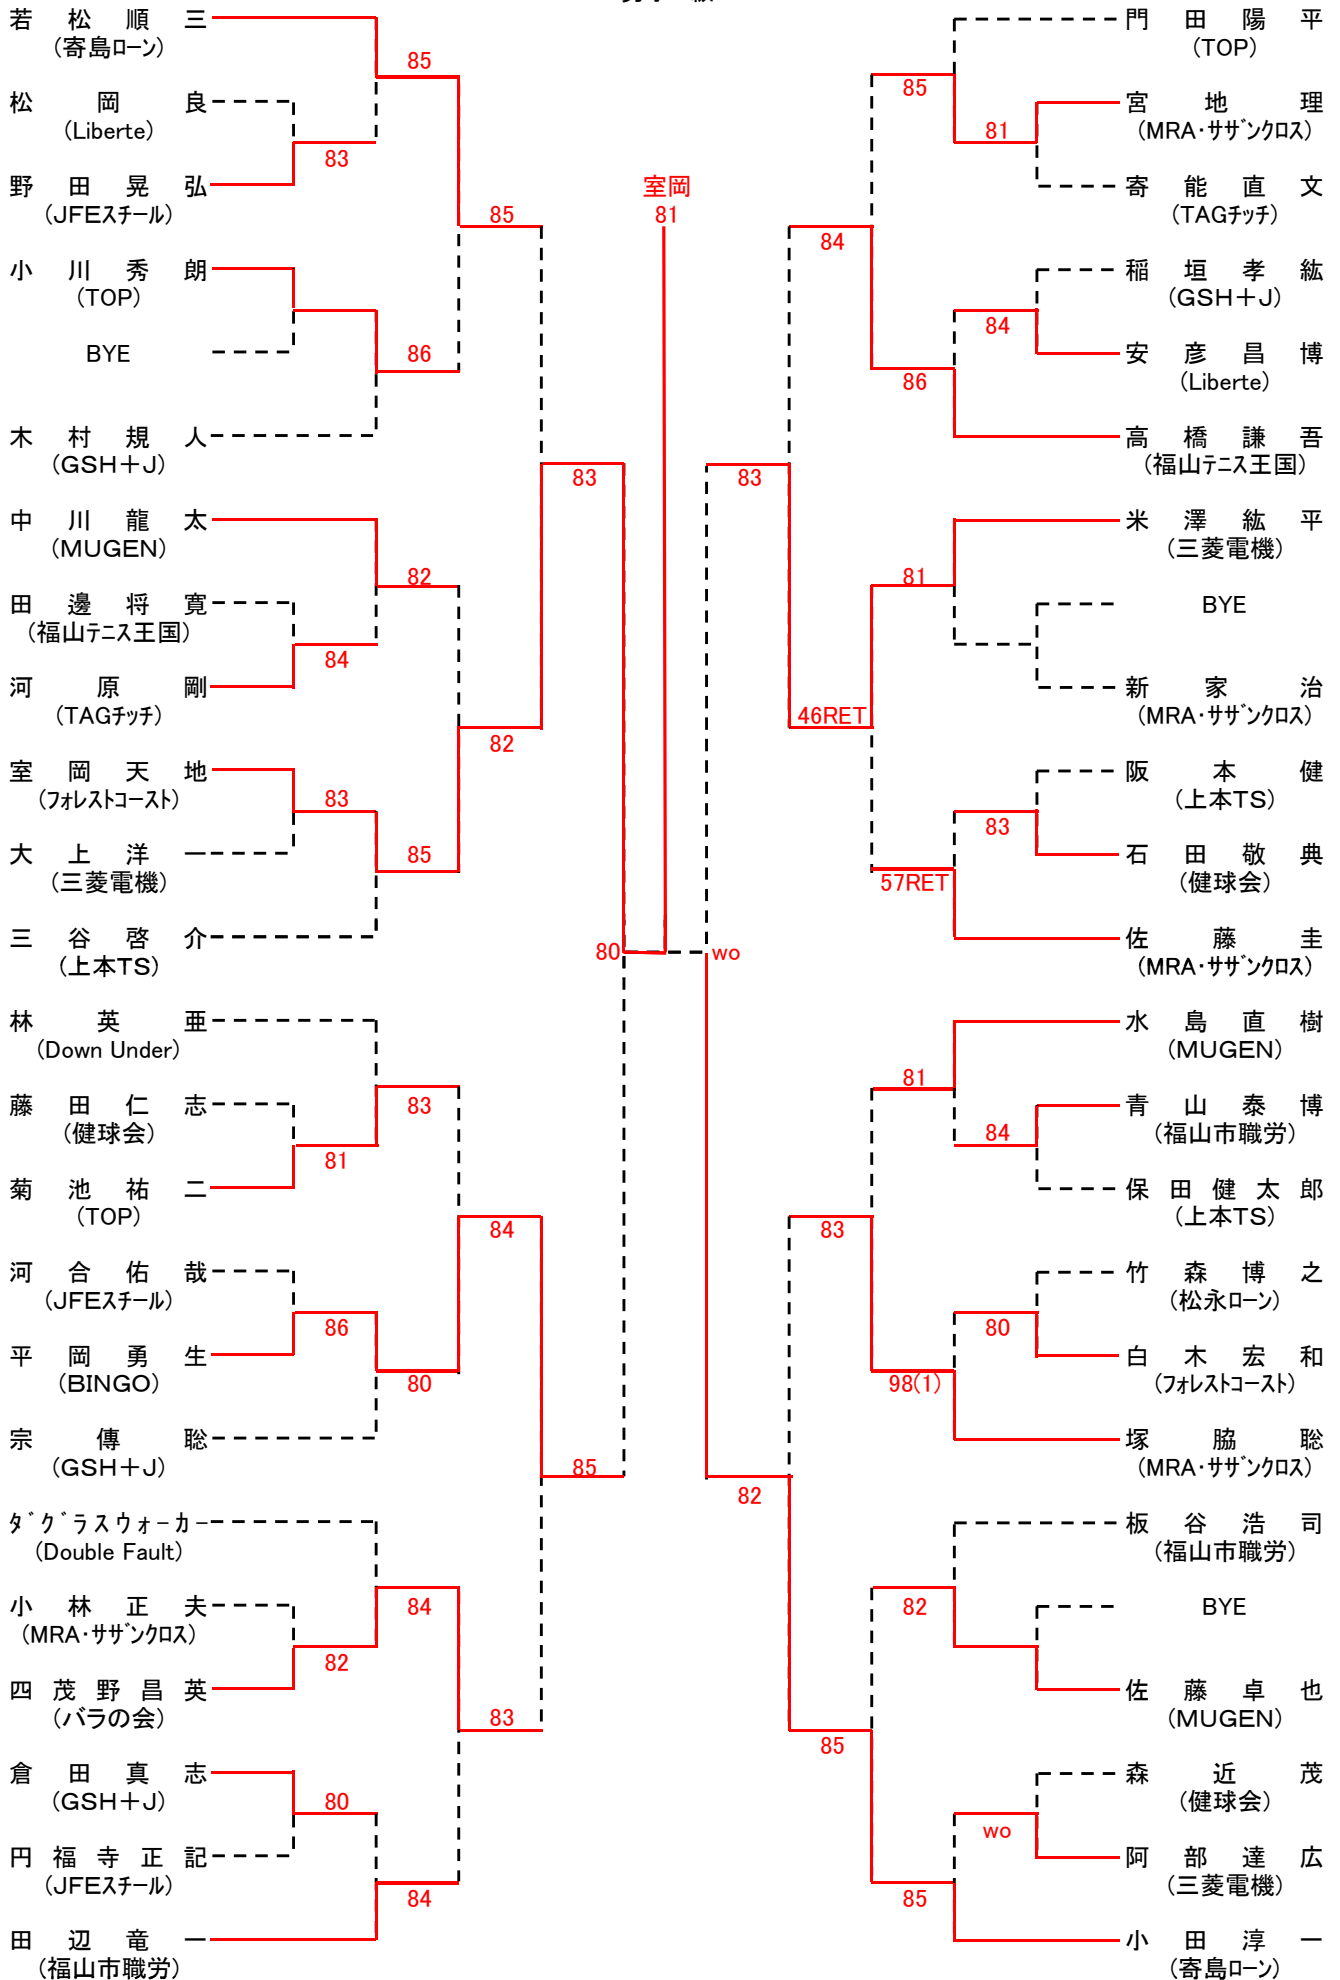 若松順三
(寄島ローン)
85
松岡良
(Liberte)
83
野田晃弘
(JFEスチール)
85
小川秀朗
(TOP)
BYE
86
木村規人
(GSH+J)
83
中川龍太
(MUGEN)
82
田邊将寛
(福山テニス王国)
84
河原剛
(TAGチッチ)
82
室岡天地
(フォレストコースト)
83
大上洋一
(三菱電機)
85
三谷啓介
(上本TS)
80
林英亜
(Down Under)
83
藤田仁志
(健球会)
81
菊池祐二
(TOP)
84
河合佑哉
(JFEスチール)
86
平岡勇生
(BINGO)
80
宗傳聡
(GSH+J)
85
ダグラスウォーカー
(Double Fault)
84
小林正夫
(MRA・サザンクロス)
82
四茂野昌英
(バラの会)
83
倉田真志
(GSH+J)
80
円福寺正記
(JFEスチール)
84
田辺竜一
(福山市職労)
室岡
81
門田陽平
(TOP)
85
宮地理
(MRA・サザンクロス)
81
寄能直文
(TAGチッチ)
84
稲垣孝紘
(GSH+J)
84
安彦昌博
(Liberte)
86
高橋謙吾
(福山テニス王国)
83
米澤紘平
(三菱電機)
81
BYE
新家治
(MRA・サザンクロス)
46RET
阪本健
(上本TS)
83
石田敬典
(健球会)
57RET
佐藤圭
(MRA・サザンクロス)
wo
水島直樹
(MUGEN)
81
青山泰博
(福山市職労)
84
保田健太郎
(上本TS)
83
竹森博之
(松永ローン)
80
白木宏和
(フォレストコースト)
98(1)
塚脇聡
(MRA・サザンクロス)
82
板谷浩司
(福山市職労)
82
BYE
佐藤卓也
(MUGEN)
85
森近茂
(健球会)
wo
阿部達広
(三菱電機)
85
小田淳一
(寄島ローン)